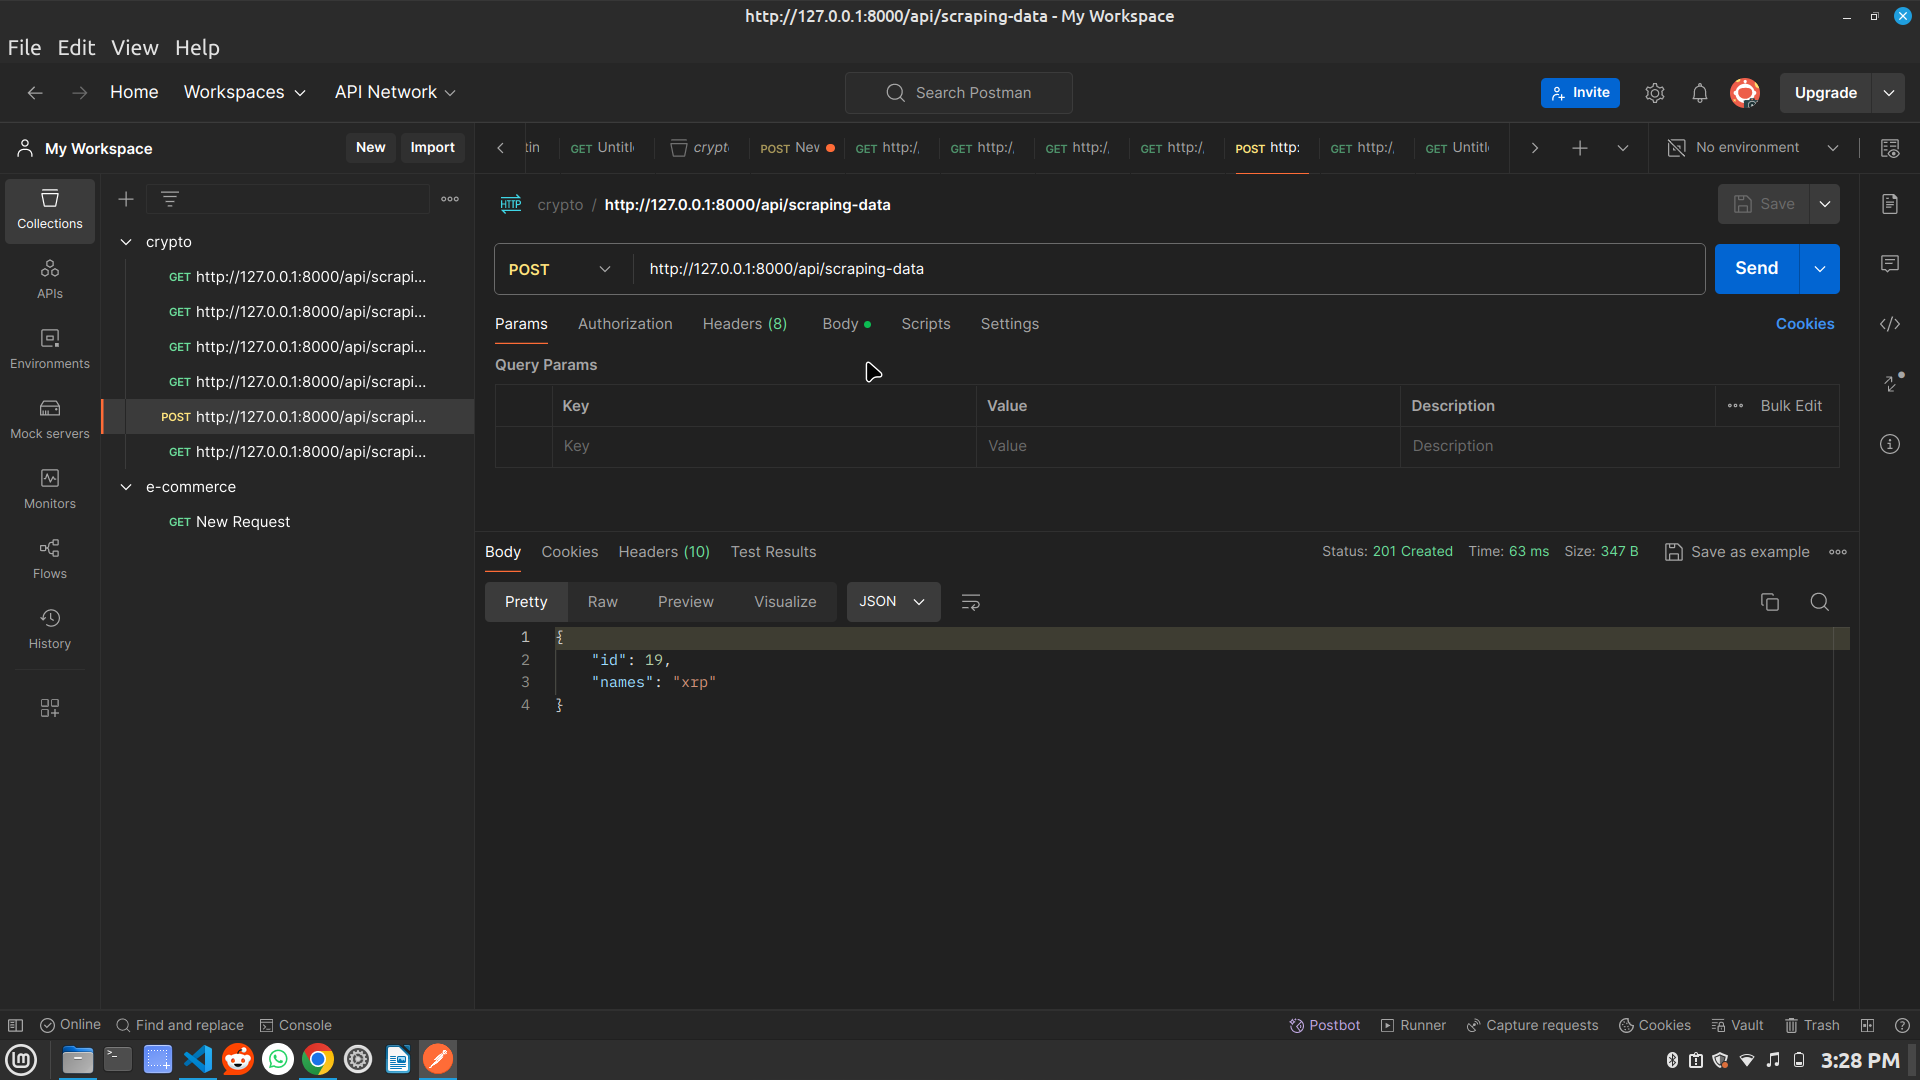 http://127.0.0.1:8000/api/scraping-data - My Workspace
File Edit View Help
Home Workspaces API Network Search Postman Invite Upgrade
My Workspace New Import
tin GET Untitl crypt POST New GET http:/. GET http:/. GET http:/. GET http:/. POST http: GET http:/. GET Untitl No environment
Collections
crypto / http://127.0.0.1:8000/api/scraping-data Save
crypto
POST http://127.0.0.1:8000/api/scraping-data Send
GET http://127.0.0.1:8000/api/scrapi...
APIs
GET http://127.0.0.1:8000/api/scrapi...
Params Authorization Headers (8) Body Scripts Settings Cookies
GET http://127.0.0.1:8000/api/scrapi...
Environments
Query Params
GET http://127.0.0.1:8000/api/scrapi...
Key Value Description Bulk Edit
POST http://127.0.0.1:8000/api/scrapi...
Mock servers
Key Value Description
GET http://127.0.0.1:8000/api/scrapi...
e-commerce
Monitors
GET New Request
Body Cookies Headers (10) Test Results Status: 201 Created Time: 63 ms Size: 347 B Save as example
Flows
Pretty Raw Preview Visualize JSON
History
1 {
2 "id": 19,
3 "names": "xrp"
4 }
Online Find and replace Console Postbot Runner Capture requests Cookies Vault Trash
3:28 PM